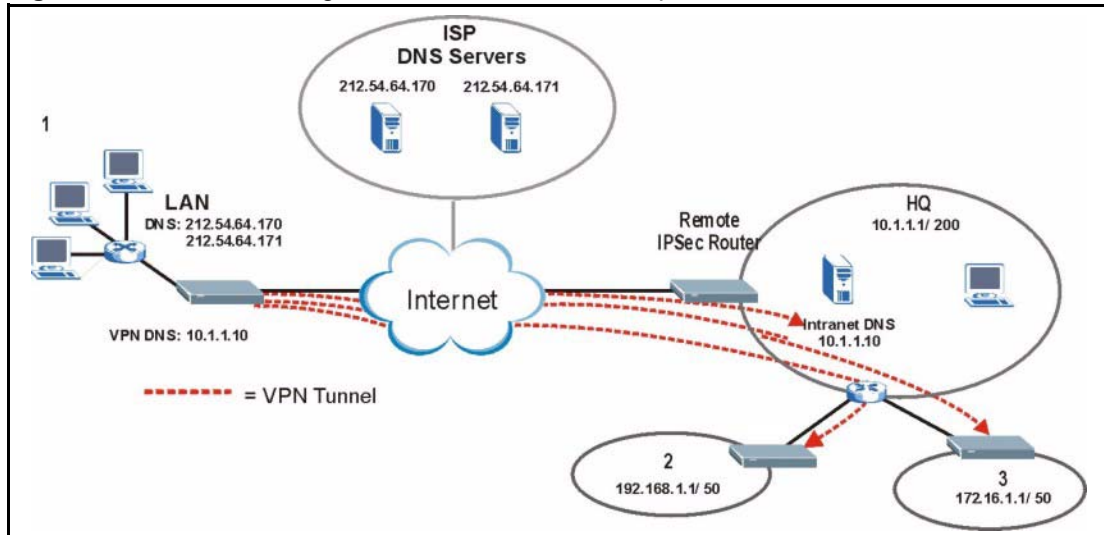 ISP
DNS Servers
212.54.64.170 212.54.64.171
1
LAN
DNS: 212.54.64.170
212.54.64.171
VPN DNS: 10.1.1.10
Internet
Remote
IPSec Router
HQ
10.1.1.1/ 200
Intranet DNS
10.1.1.10
= VPN Tunnel
2
192.168.1.1/ 50
3
172.16.1.1/ 50